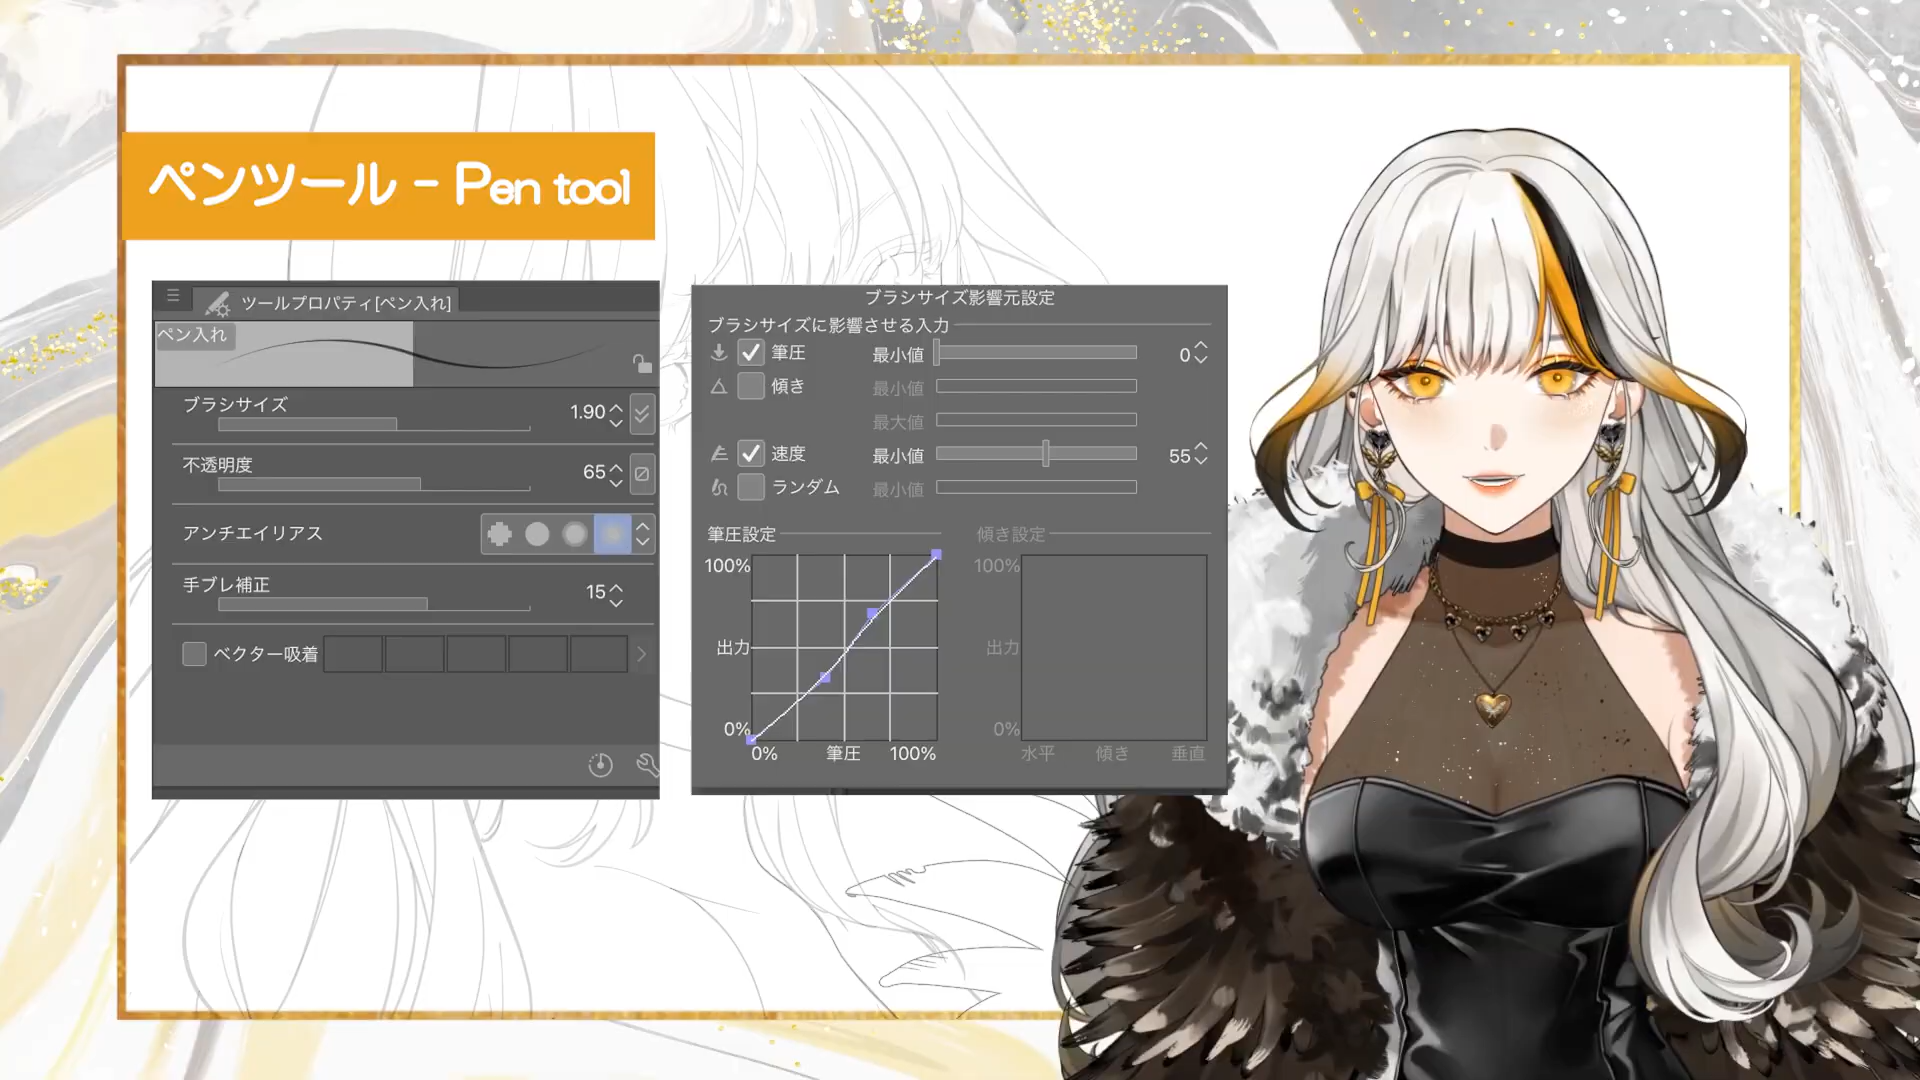 ペンツール - Pen tool
ツールプロパティ[ペン入れ]
ペン入れ
ブラシサイズ 1.90
不透明度 65
アンチエイリアス
手ブレ補正 15
ベクター吸着
ブラシサイズ影響元設定
ブラシサイズに影響させる入力
筆圧 最小値 0
傾き 最小値
最大値
速度 最小値 55
ランダム 最小値
筆圧設定
100%
出力
0%
0% 筆圧 100%
傾き設定
100%
出力
0%
水平 傾き 垂直